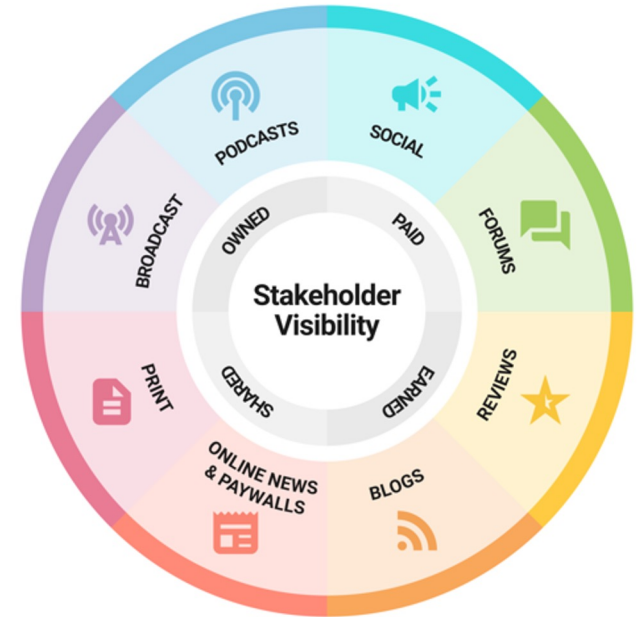 PODCASTS
SOCIAL
FORUMS
REVIEWS
BLOGS
ONLINE NEWS
& PAYWALLS
PRINT
BROADCAST
OWNED
PAID
EARNED
SHARED
Stakeholder
Visibility